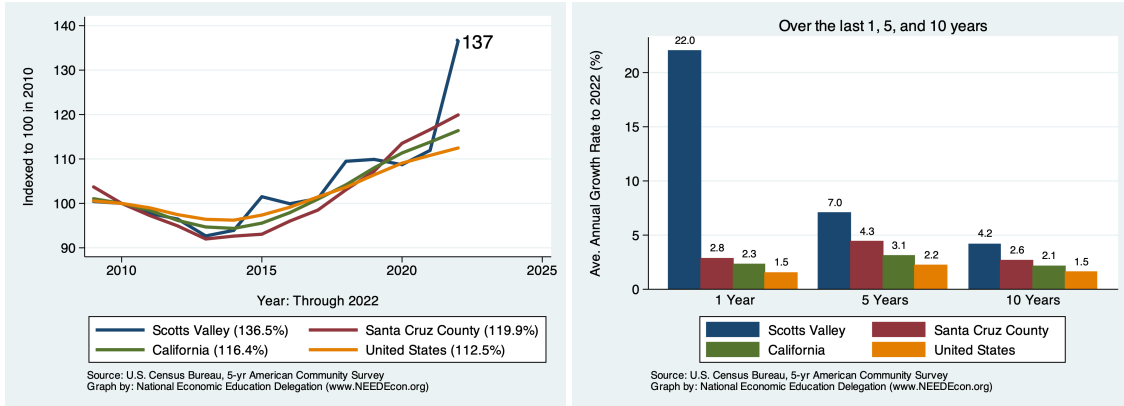 140
130
120
110
100
90
Indexed to 100 in 2010
137
2010
2015
2020
2025
Year: Through 2022
Scotts Valley (136.5%)
Santa Cruz County (119.9%)
California (116.4%)
United States (112.5%)
Source: U.S. Census Bureau, 5-yr American Community Survey
Graph by: National Economic Education Delegation (www.NEEDEcon.org)
Over the last 1, 5, and 10 years
Ave. Annual Growth Rate to 2022 (%)
20
15
10
5
0
22.0
2.8
2.3
1.5
7.0
4.3
3.1
2.2
4.2
2.6
2.1
1.5
1 Year
5 Years
10 Years
Scotts Valley
Santa Cruz County
California
United States
Source: U.S. Census Bureau, 5-yr American Community Survey
Graph by: National Economic Education Delegation (www.NEEDEcon.org)